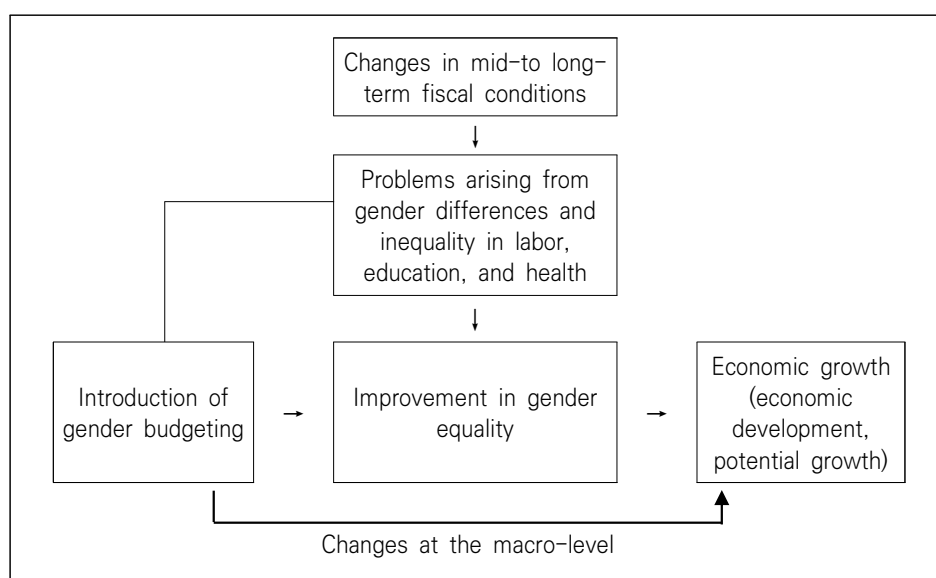 Changes in mid-to long-
term fiscal conditions
↓
Problems arising from
gender differences and
inequality in labor,
education, and health
↓
Introduction of
gender budgeting
→
Improvement in gender
equality
→
Economic growth
(economic
development,
potential growth)
Changes at the macro-level